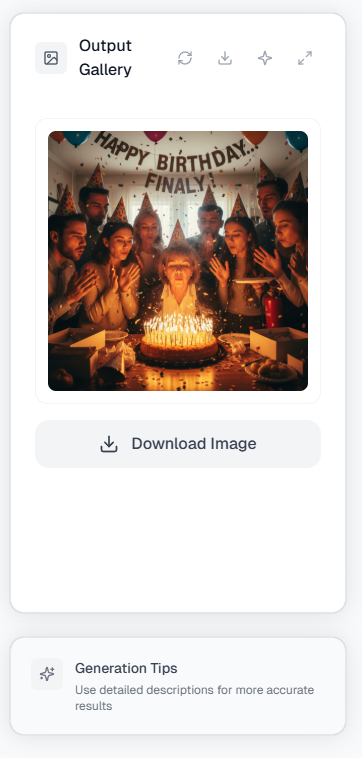 Output
Gallery
HAPPY BIRTHDAY...
FINALY!
Download Image
Generation Tips
Use detailed descriptions for more accurate
results